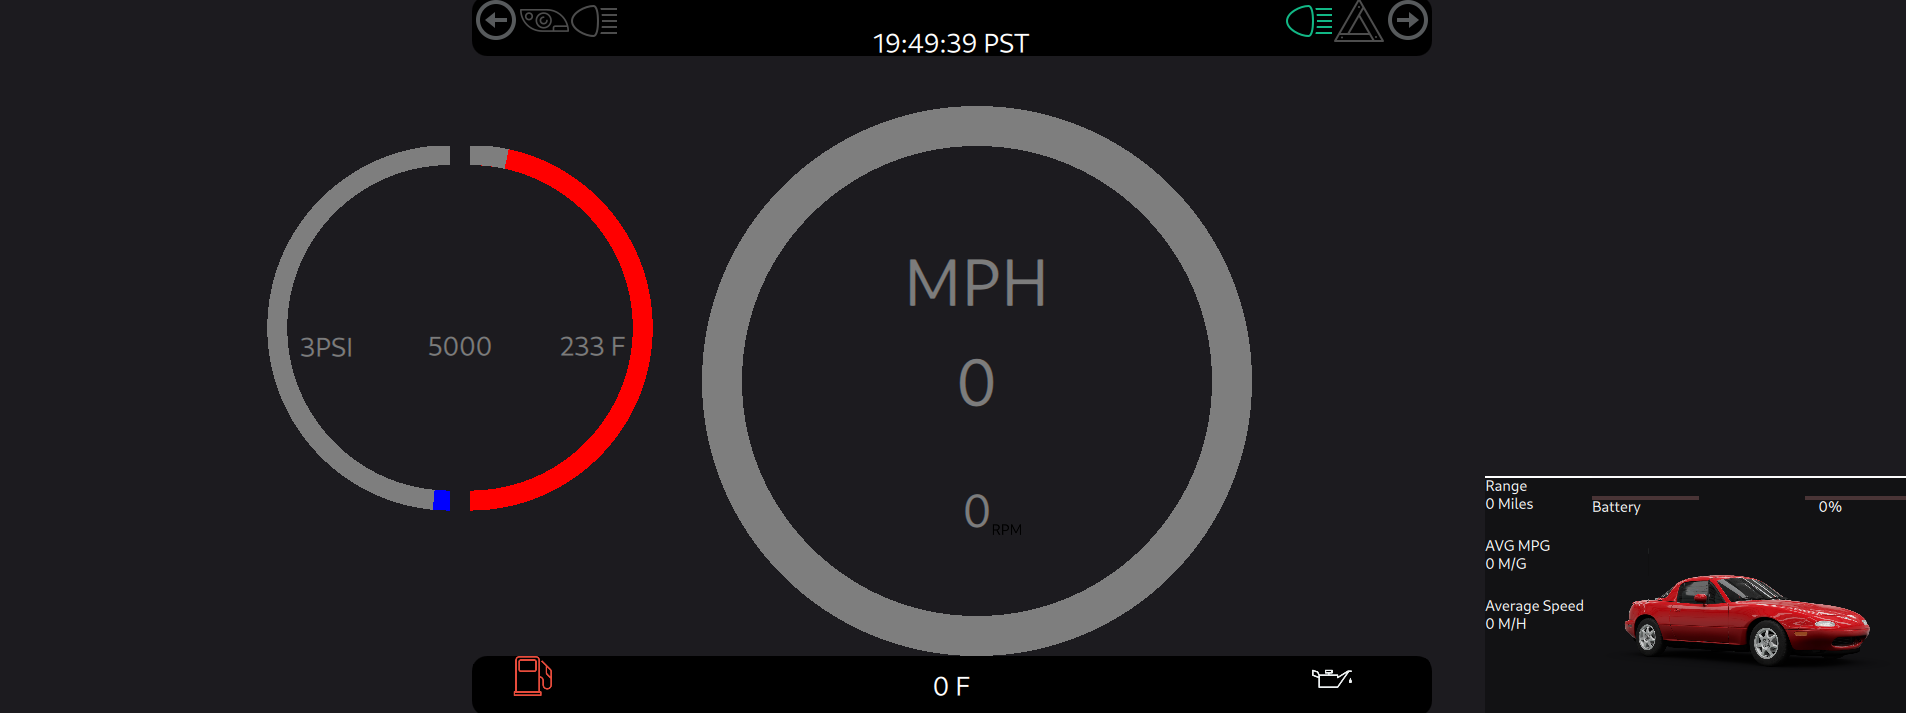 19:49:39 PST
MPH
3PSI 5000 233 F
0
0 RPM
Range
0 Miles
Battery 0%
AVG MPG
0 M/G
Average Speed
0 M/H
0 F